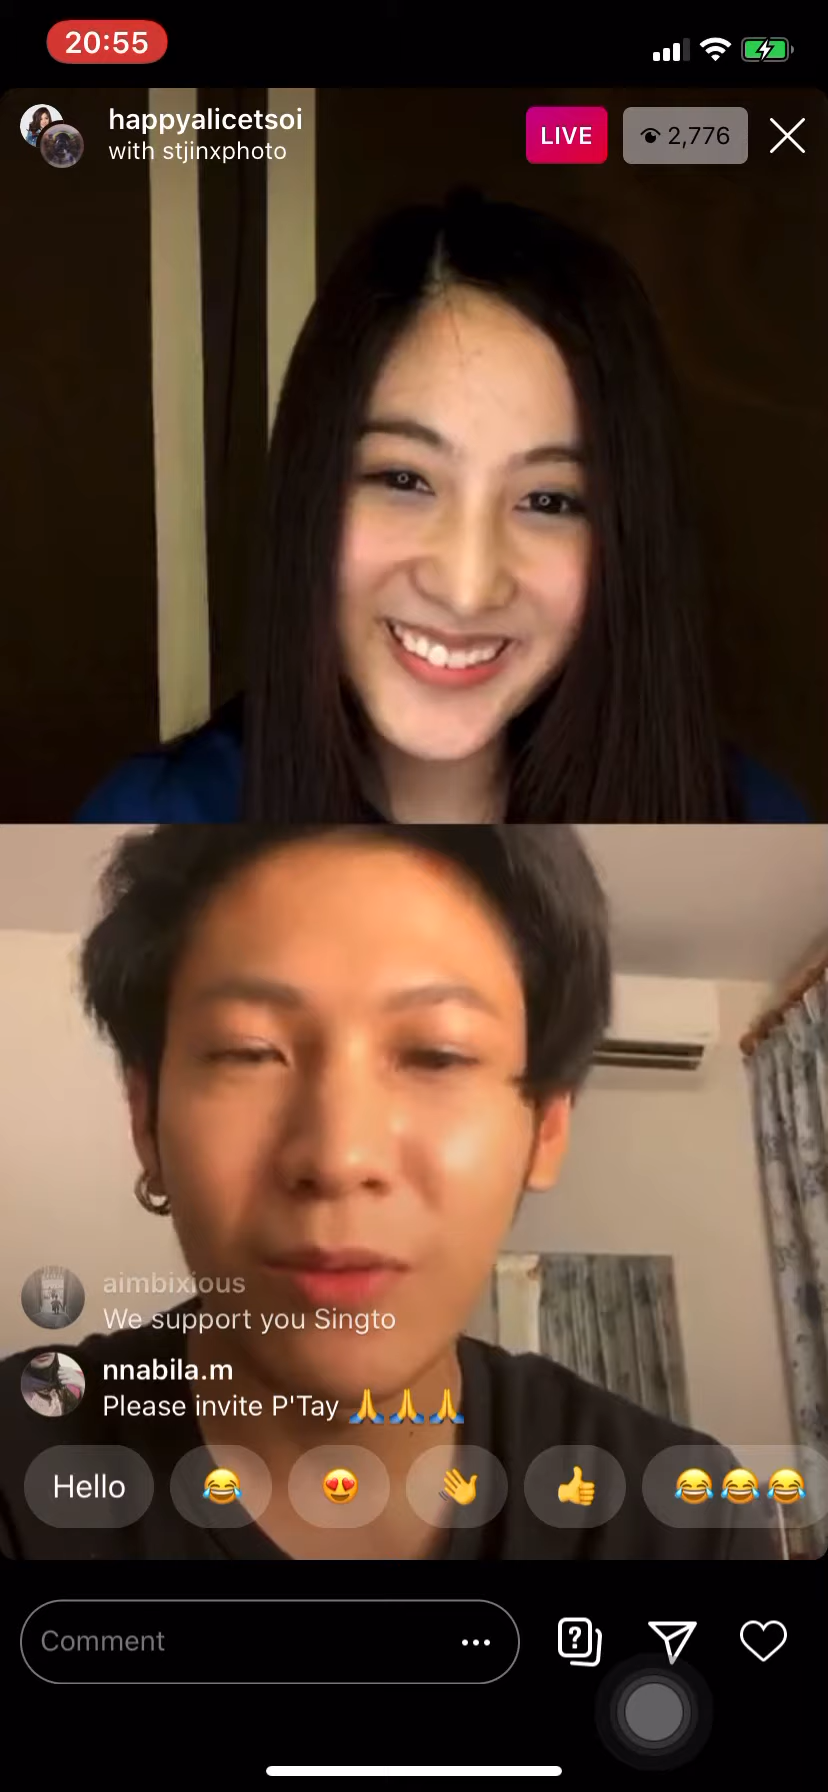 20:55
happyalicetsoi
with stjinxphoto
LIVE
2,776
aimbixious
We support you Singto
nnabila.m
Please invite P'Tay 🙏🙏🙏
Hello 😂 😍 👋 👍 😂😂😂
Comment